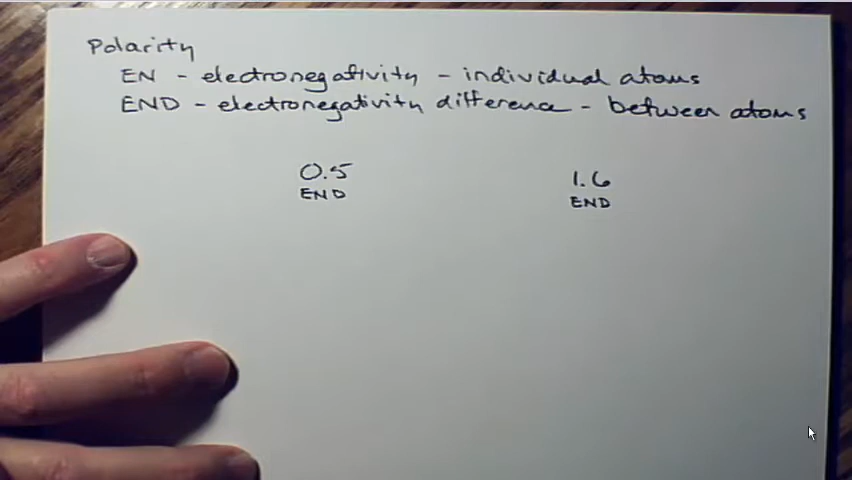 Polarity
EN - electronegativity - individual atoms
END - electronegativity difference - between atoms
0.5 1.6
END END